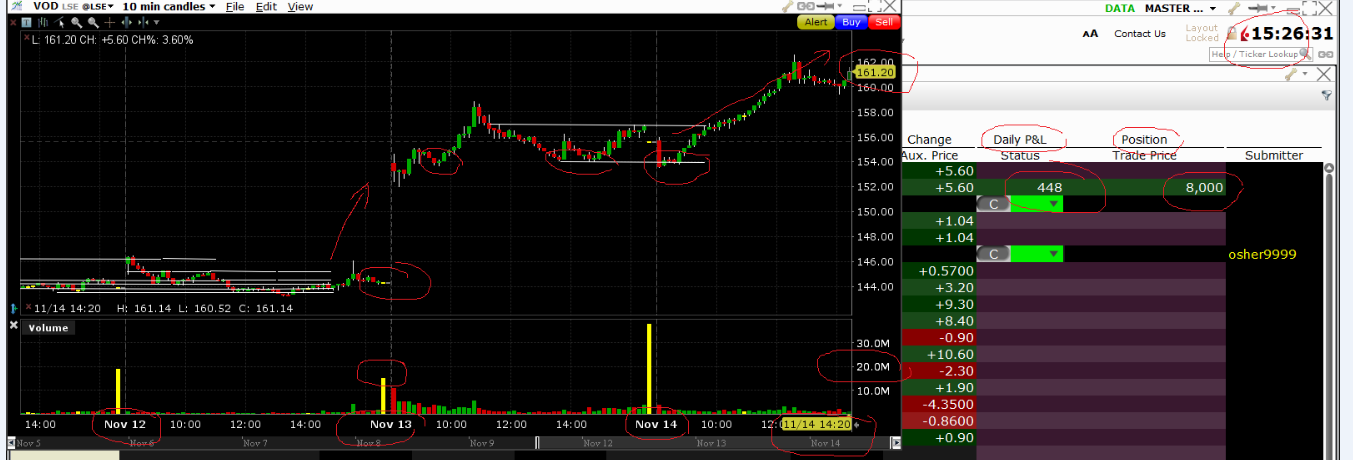 VOD LSE @LSE 10 min candles File Edit View
DATA MASTER ...
Alert Buy Sell
AA Contact Us Layout Locked 15:26:31
Help / Ticker Lookup
L: 161.20 CH: +5.60 CH%: 3.60%
162.00
161.20
160.00
158.00
156.00
154.00
152.00
150.00
148.00
146.00
144.00
11/14 14:20 H: 161.14 L: 160.52 C: 161.14
Volume
30.0M
20.0M
10.0M
14:00 Nov 12 10:00 12:00 14:00 Nov 13 10:00 12:00 14:00 Nov 14 10:00 11/14 14:20
Nov 5 Nov 6 Nov 7 Nov 8 Nov 9 Nov 12 Nov 13 Nov 14
Change Daily P&L Position
Aux. Price Status Trade Price Submitter
+5.60
+5.60 448 8,000
C
+1.04
+1.04
C osher9999
+0.5700
+3.20
+9.30
+8.40
-0.90
+10.60
-2.30
+1.90
-4.3500
-0.8600
+0.90